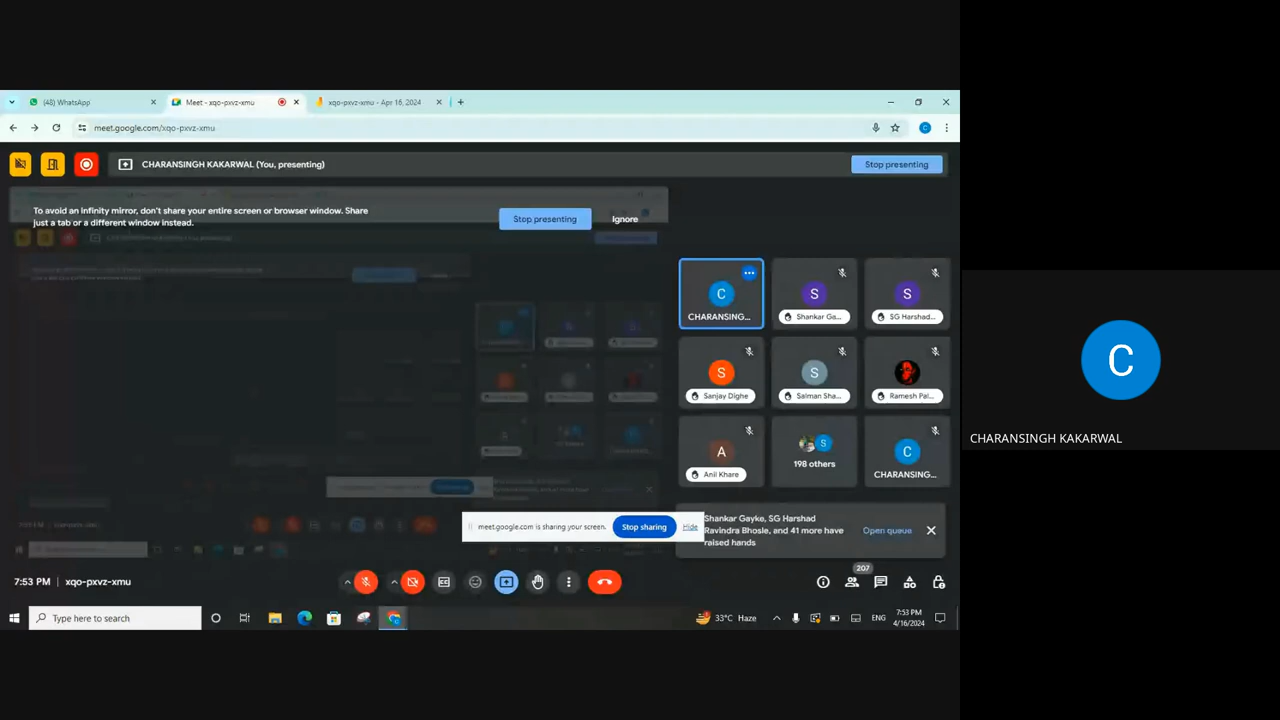 (48) WhatsApp
Meet - xqo-pxvz-xmu
xqo-pxvz-xmu - Apr 16, 2024
meet.google.com/xqo-pxvz-xmu
CHARANSINGH KAKARWAL (You, presenting)
Stop presenting
To avoid an infinity mirror, don't share your entire screen or browser window. Share
just a tab or a different window instead.
Stop presenting
Ignore
C
CHARANSING...
S
Shankar Ga...
S
SG Harshad...
S
Sanjay Dighe
S
Salman Sha...
Ramesh Pal...
A
Anil Khare
S
198 others
C
CHARANSING...
meet.google.com is sharing your screen.
Stop sharing
Hide
Shankar Gayke, SG Harshad
Ravindra Bhosle, and 41 more have
raised hands
Open queue
7:53 PM | xqo-pxvz-xmu
207
Type here to search
33°C Haze
ENG
7:53 PM
4/16/2024
C
CHARANSINGH KAKARWAL